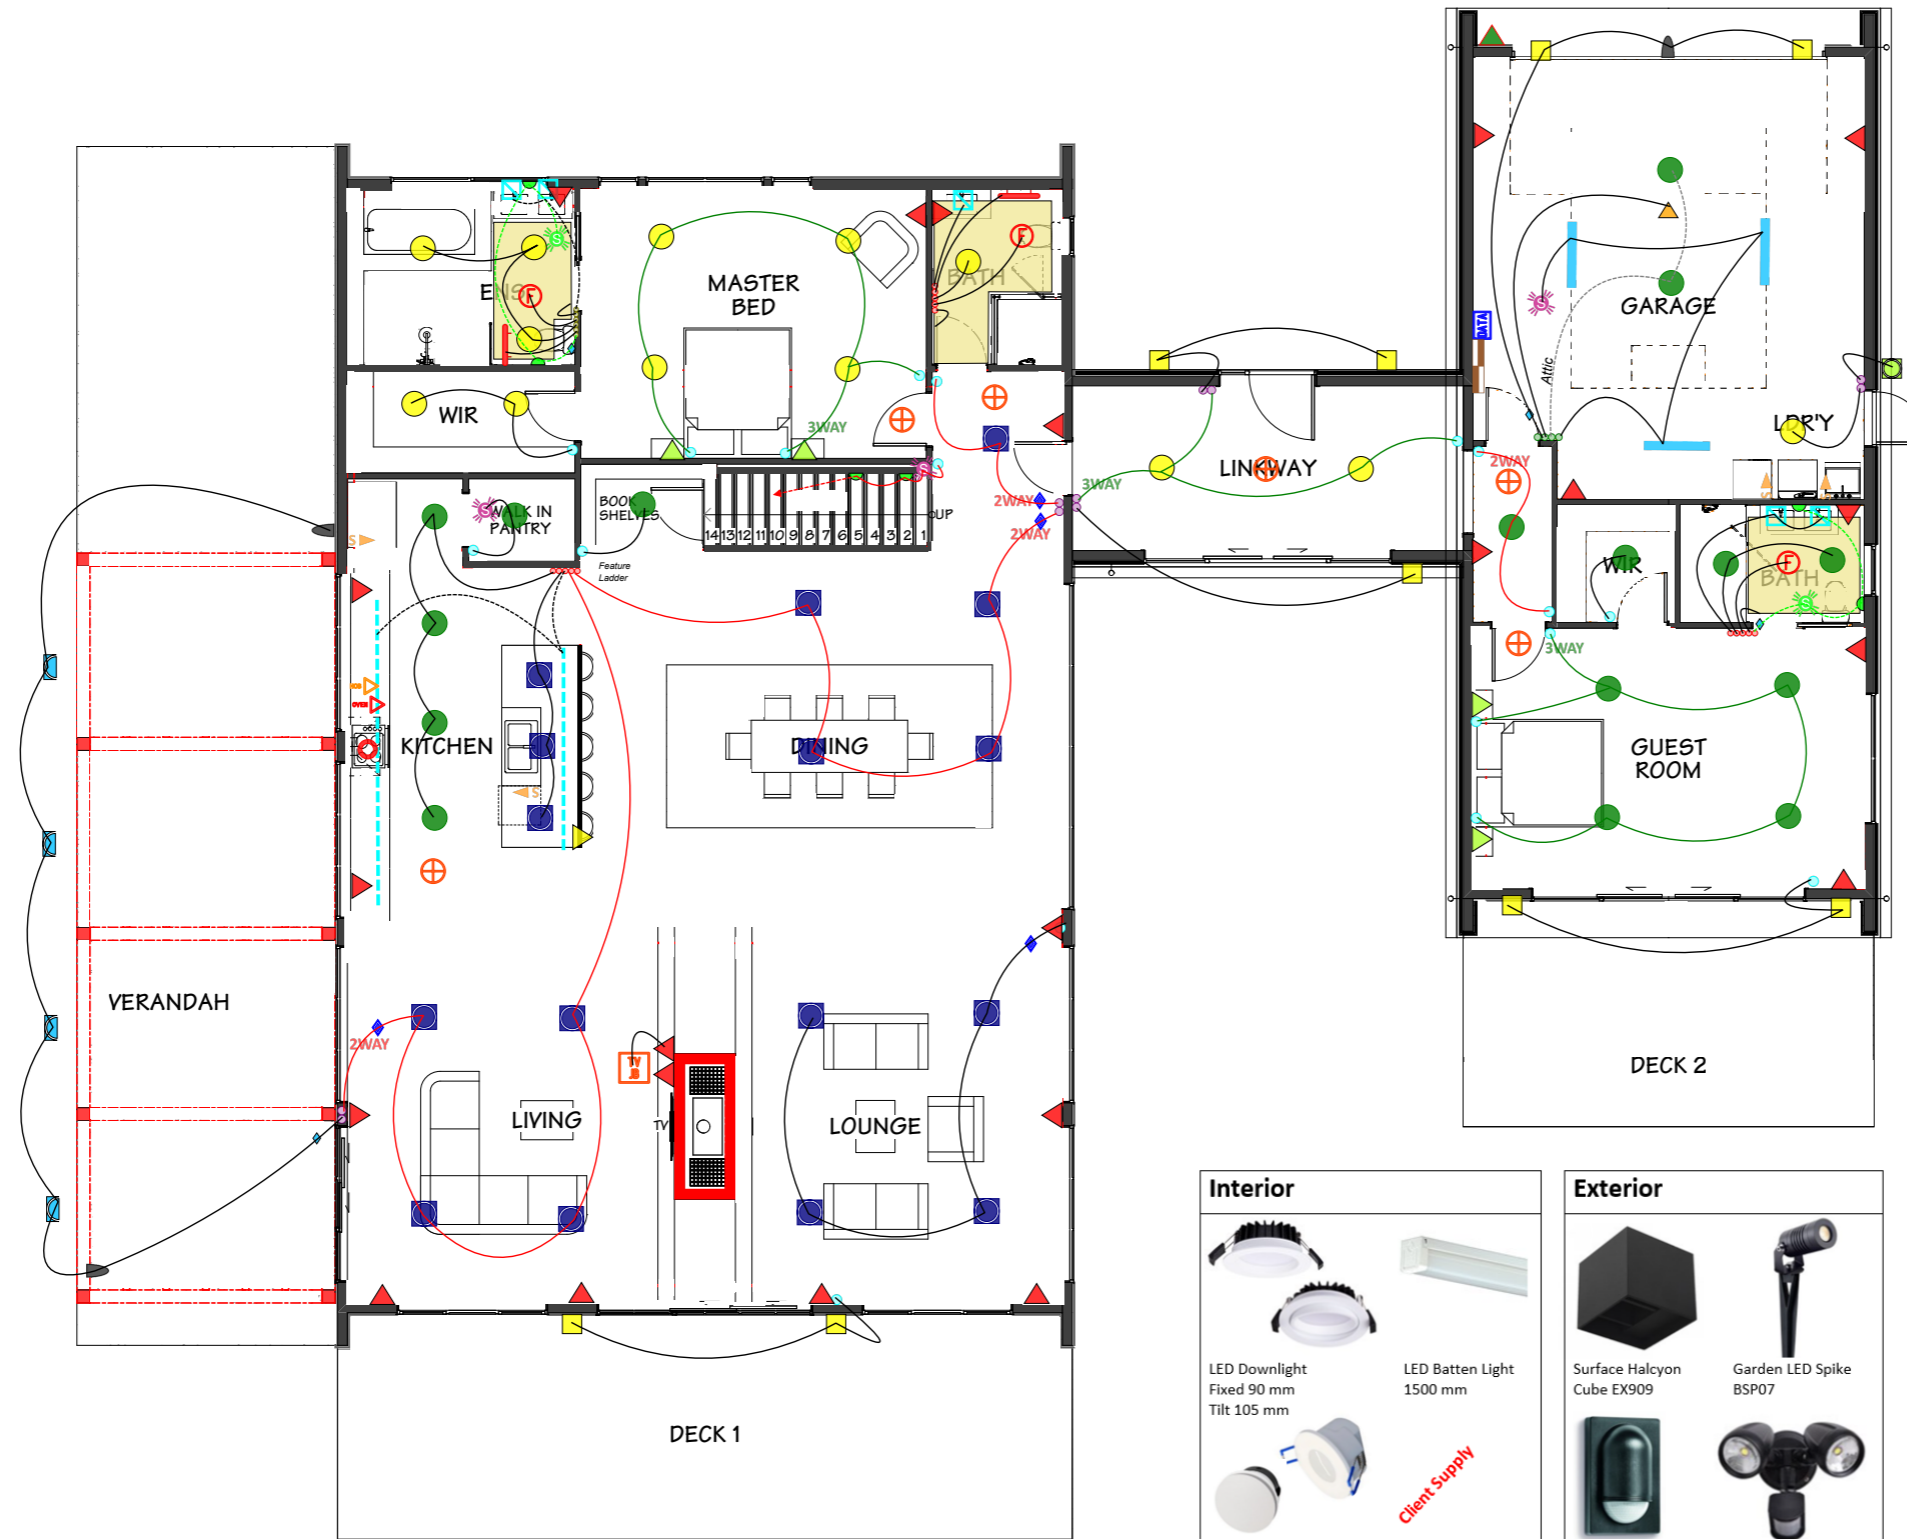 MASTER
BED
ENS
BATH
WIR
3WAY
WALK IN
PANTRY
BOOK
SHELVES
Feature
Ladder
14 13 12 11 10 9 8 7 6 5 4 3 2 1
UP
2WAY
2WAY
3WAY
LINKWAY
GARAGE
DATA
Attic
LDR'Y
2WAY
WIR
BATH
3WAY
GUEST
ROOM
S
S
S
S
S
S
S
S
S
F
F
F
OVEN
KITCHEN
DINING
VERANDAH
2WAY
LIVING
TV
JB
TV
LOUNGE
DECK 1
DECK 2
Interior
LED Downlight
Fixed 90 mm
Tilt 105 mm
LED Batten Light
1500 mm
Client Supply
Exterior
Surface Halcyon
Cube EX909
Garden LED Spike
BSP07